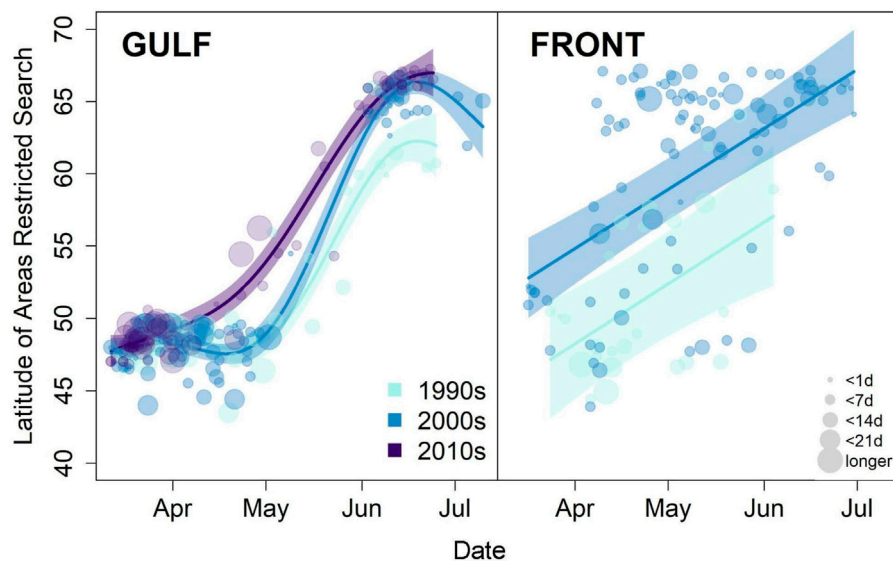 GULF
FRONT
Latitude of Areas Restricted Search
70
65
60
55
50
45
40
1990s
2000s
2010s
<1d
<7d
<14d
<21d
longer
Apr May Jun Jul
Apr May Jun Jul
Date